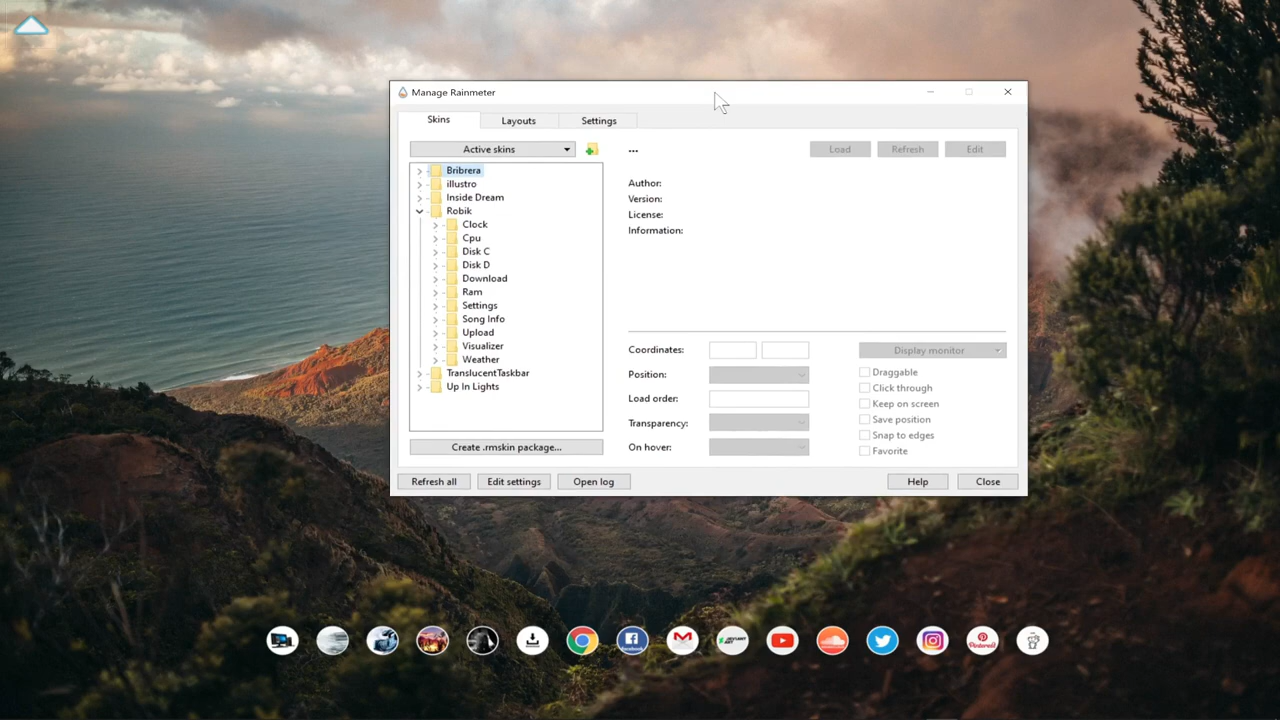 Manage Rainmeter
Skins
Layouts
Settings
Active skins
...
Load
Refresh
Edit
Bribrera
illustro
Inside Dream
Robik
Clock
Cpu
Disk C
Disk D
Download
Ram
Settings
Song Info
Upload
Visualizer
Weather
TranslucentTaskbar
Up In Lights
Author:
Version:
License:
Information:
Coordinates:
Display monitor
Position:
Load order:
Transparency:
On hover:
Draggable
Click through
Keep on screen
Save position
Snap to edges
Favorite
Create .rmskin package...
Refresh all
Edit settings
Open log
Help
Close
facebook
Pinterest